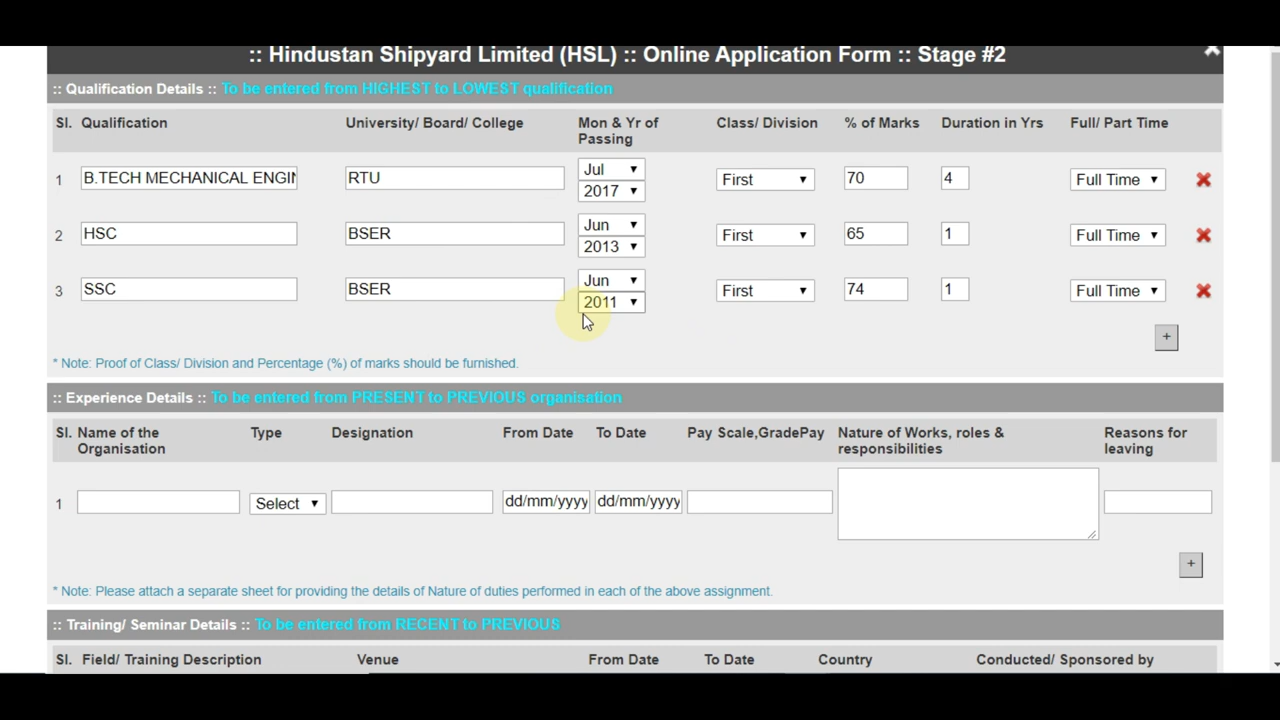 :: Hindustan Shipyard Limited (HSL) :: Online Application Form :: Stage #2
:: Qualification Details :: To be entered from HIGHEST to LOWEST qualification
Sl. Qualification University/ Board/ College Mon & Yr of Passing Class/ Division % of Marks Duration in Yrs Full/ Part Time
1 B.TECH MECHANICAL ENGIN RTU Jul 2017 First 70 4 Full Time
2 HSC BSER Jun 2013 First 65 1 Full Time
3 SSC BSER Jun 2011 First 74 1 Full Time
+
* Note: Proof of Class/ Division and Percentage (%) of marks should be furnished.
:: Experience Details :: To be entered from PRESENT to PREVIOUS organisation
Sl. Name of the Organisation Type Designation From Date To Date Pay Scale,GradePay Nature of Works, roles & responsibilities Reasons for leaving
1 Select dd/mm/yyyy dd/mm/yyyy
+
* Note: Please attach a separate sheet for providing the details of Nature of duties performed in each of the above assignment.
:: Training/ Seminar Details :: To be entered from RECENT to PREVIOUS
Sl. Field/ Training Description Venue From Date To Date Country Conducted/ Sponsored by